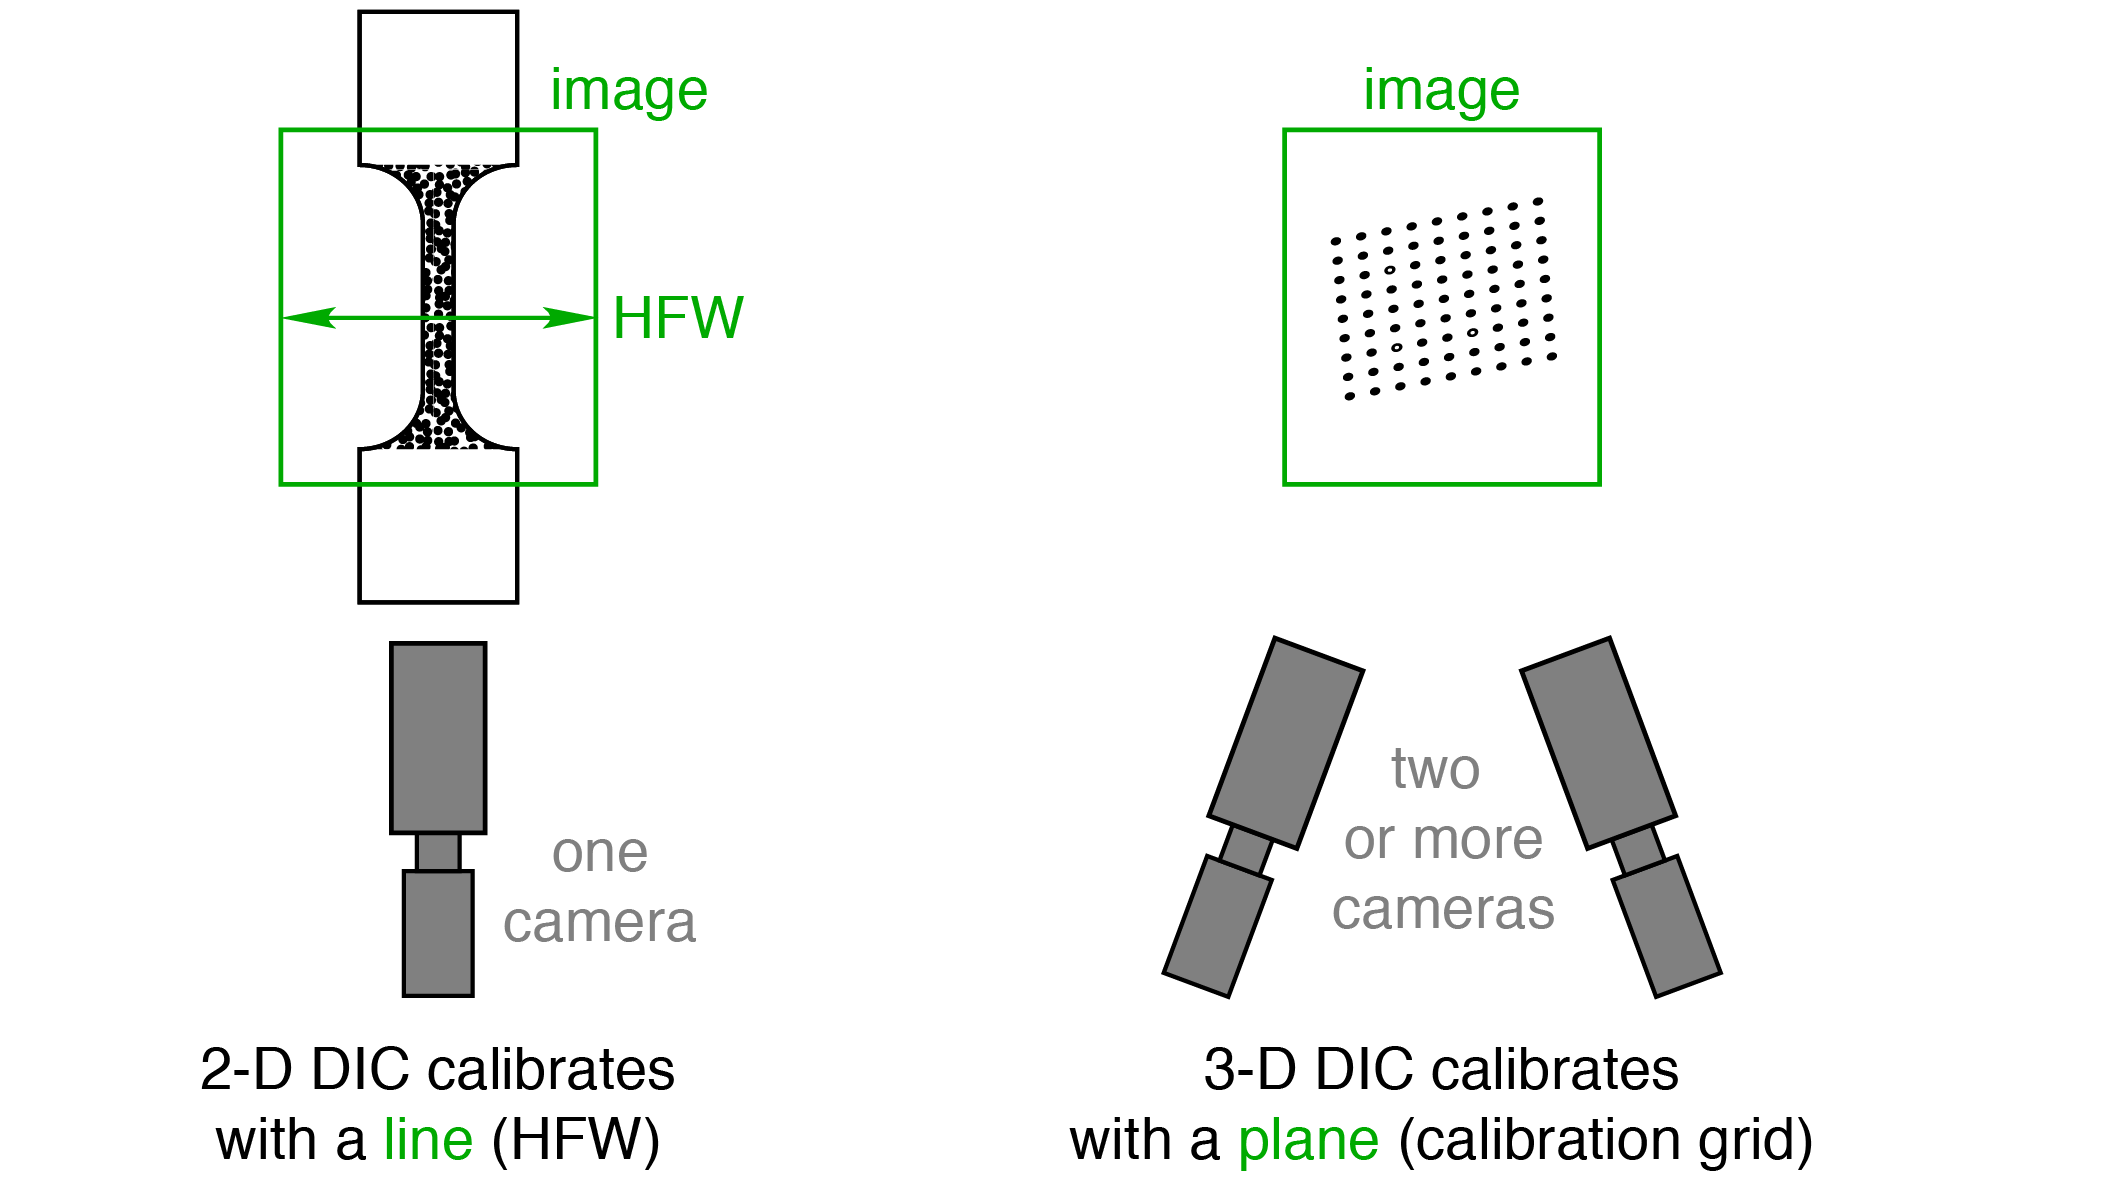 image
HFW
one
camera
2-D DIC calibrates
with a line (HFW)
image
two
or more
cameras
3-D DIC calibrates
with a plane (calibration grid)